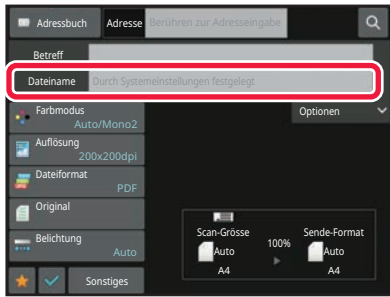 Adressbuch Adresse Berühren zur Adresseingabe
Betreff
Dateiname Durch Systemeinstellungen festgelegt
Farbmodus
Auto/Mono2
Optionen
Auflösung
200x200dpi
Dateiformat
PDF
Original
Belichtung
Auto
Sonstiges
Scan-Grösse
Auto
A4
100%
Sende-Format
Auto
A4